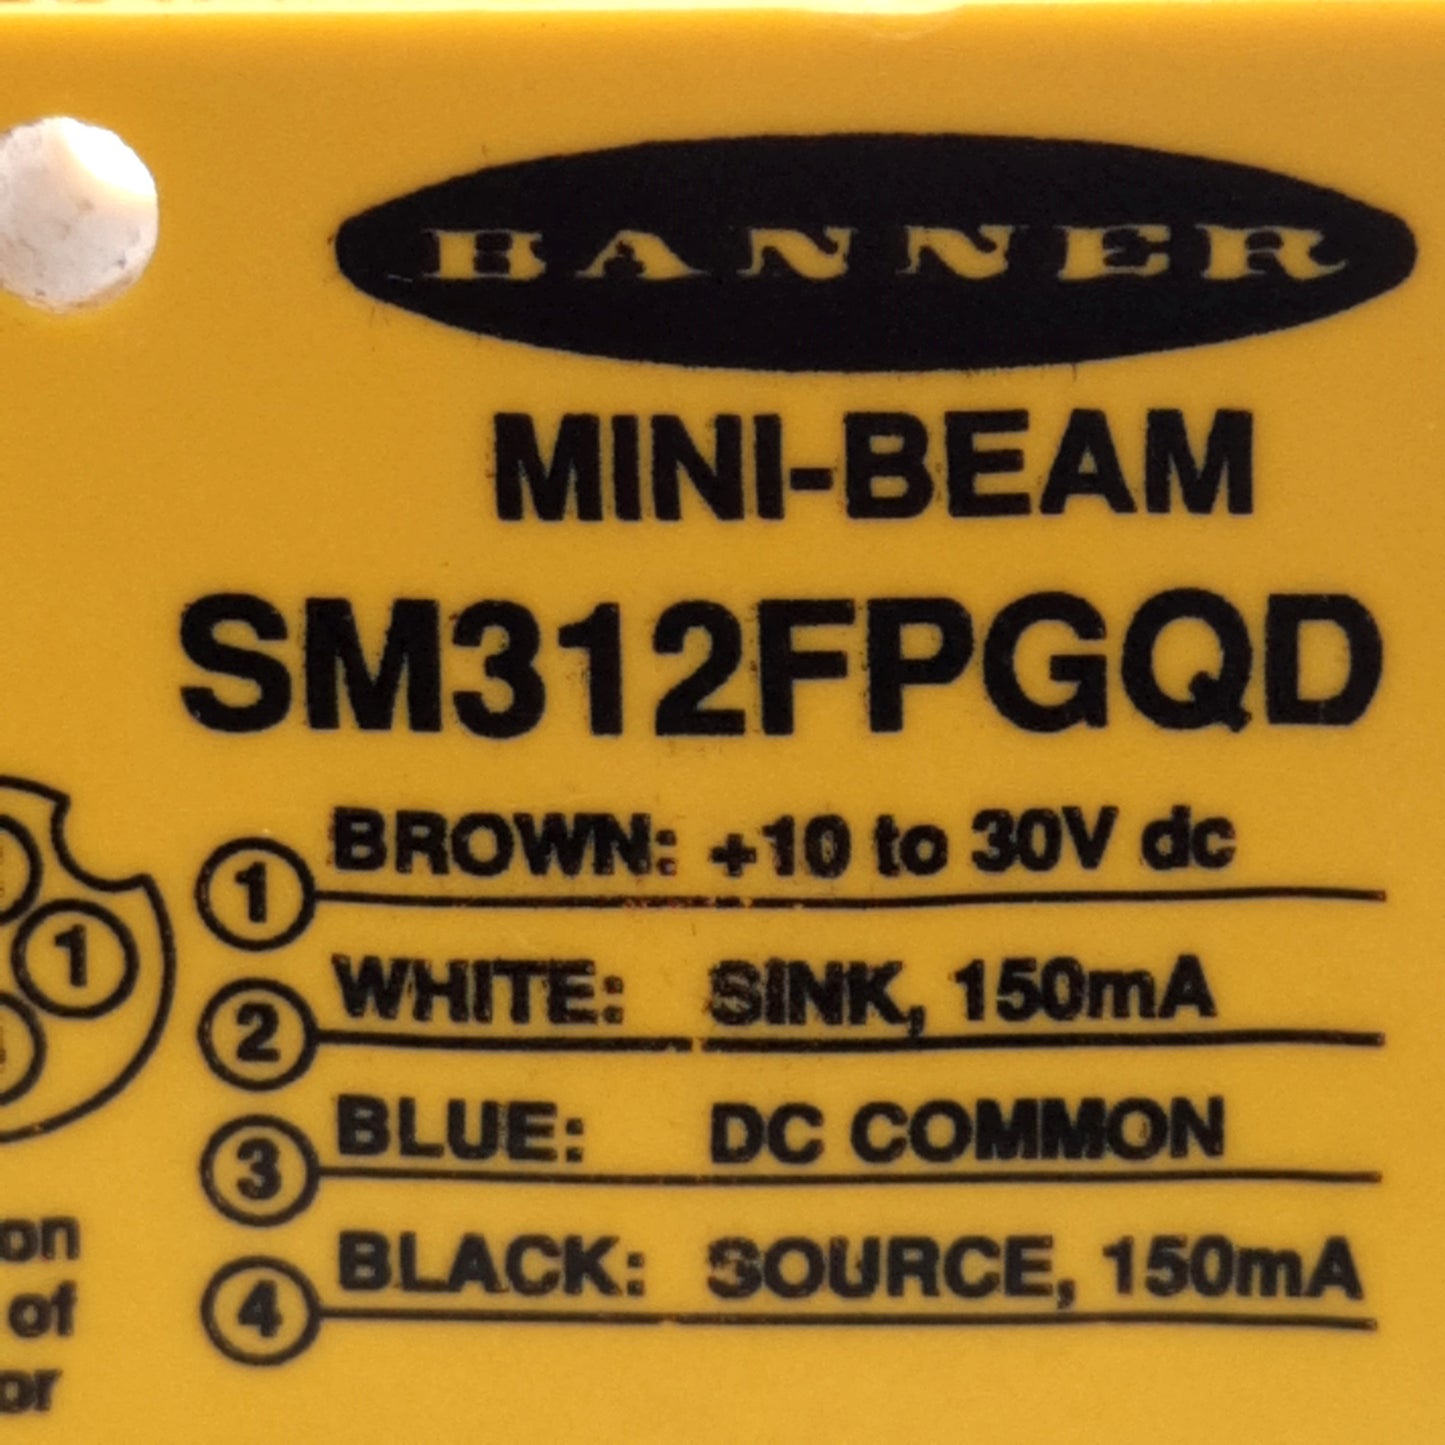 BANNER
MINI-BEAM
SM312FPGQD
1 BROWN: +10 to 30V dc
1
2 WHITE: SINK, 150mA
3 BLUE: DC COMMON
4 BLACK: SOURCE, 150mA
on
of
or